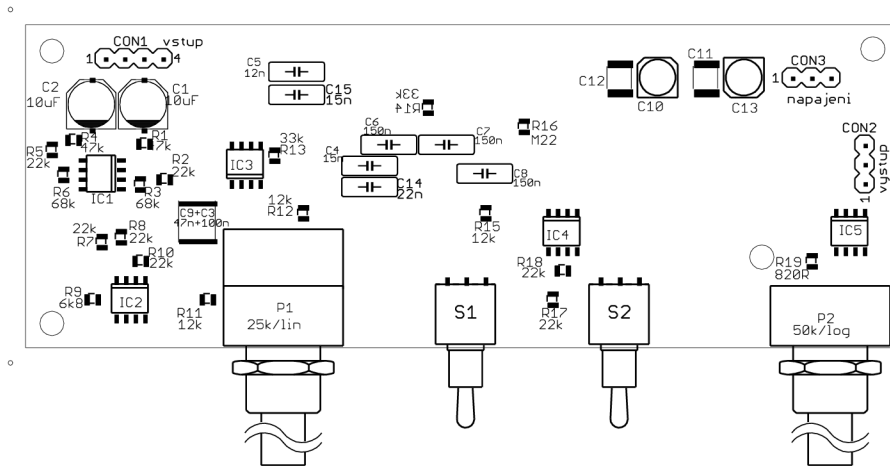 CON1 vstup
1 4
C2
10uF
C1
10uF
C5
12n
C15
15n
33k
R14
C12
C10
C11
C13
CON3
1
napajeni
CON2
1
vystup
R5
22k
R4
47k
R1
47k
R2
22k
R6
68k
IC1
R3
68k
IC3
33k
R13
C6
150n
C7
150n
C4
15n
C14
22n
C8
150n
R16
M22
22k
R7
R8
22k
C9+C3
47n+100n
12k
R12
R15
12k
IC4
IC5
R10
22k
R18
22k
R19
820R
R9
6k8
IC2
R11
12k
P1
25k/lin
S1
R17
22k
S2
P2
50k/log